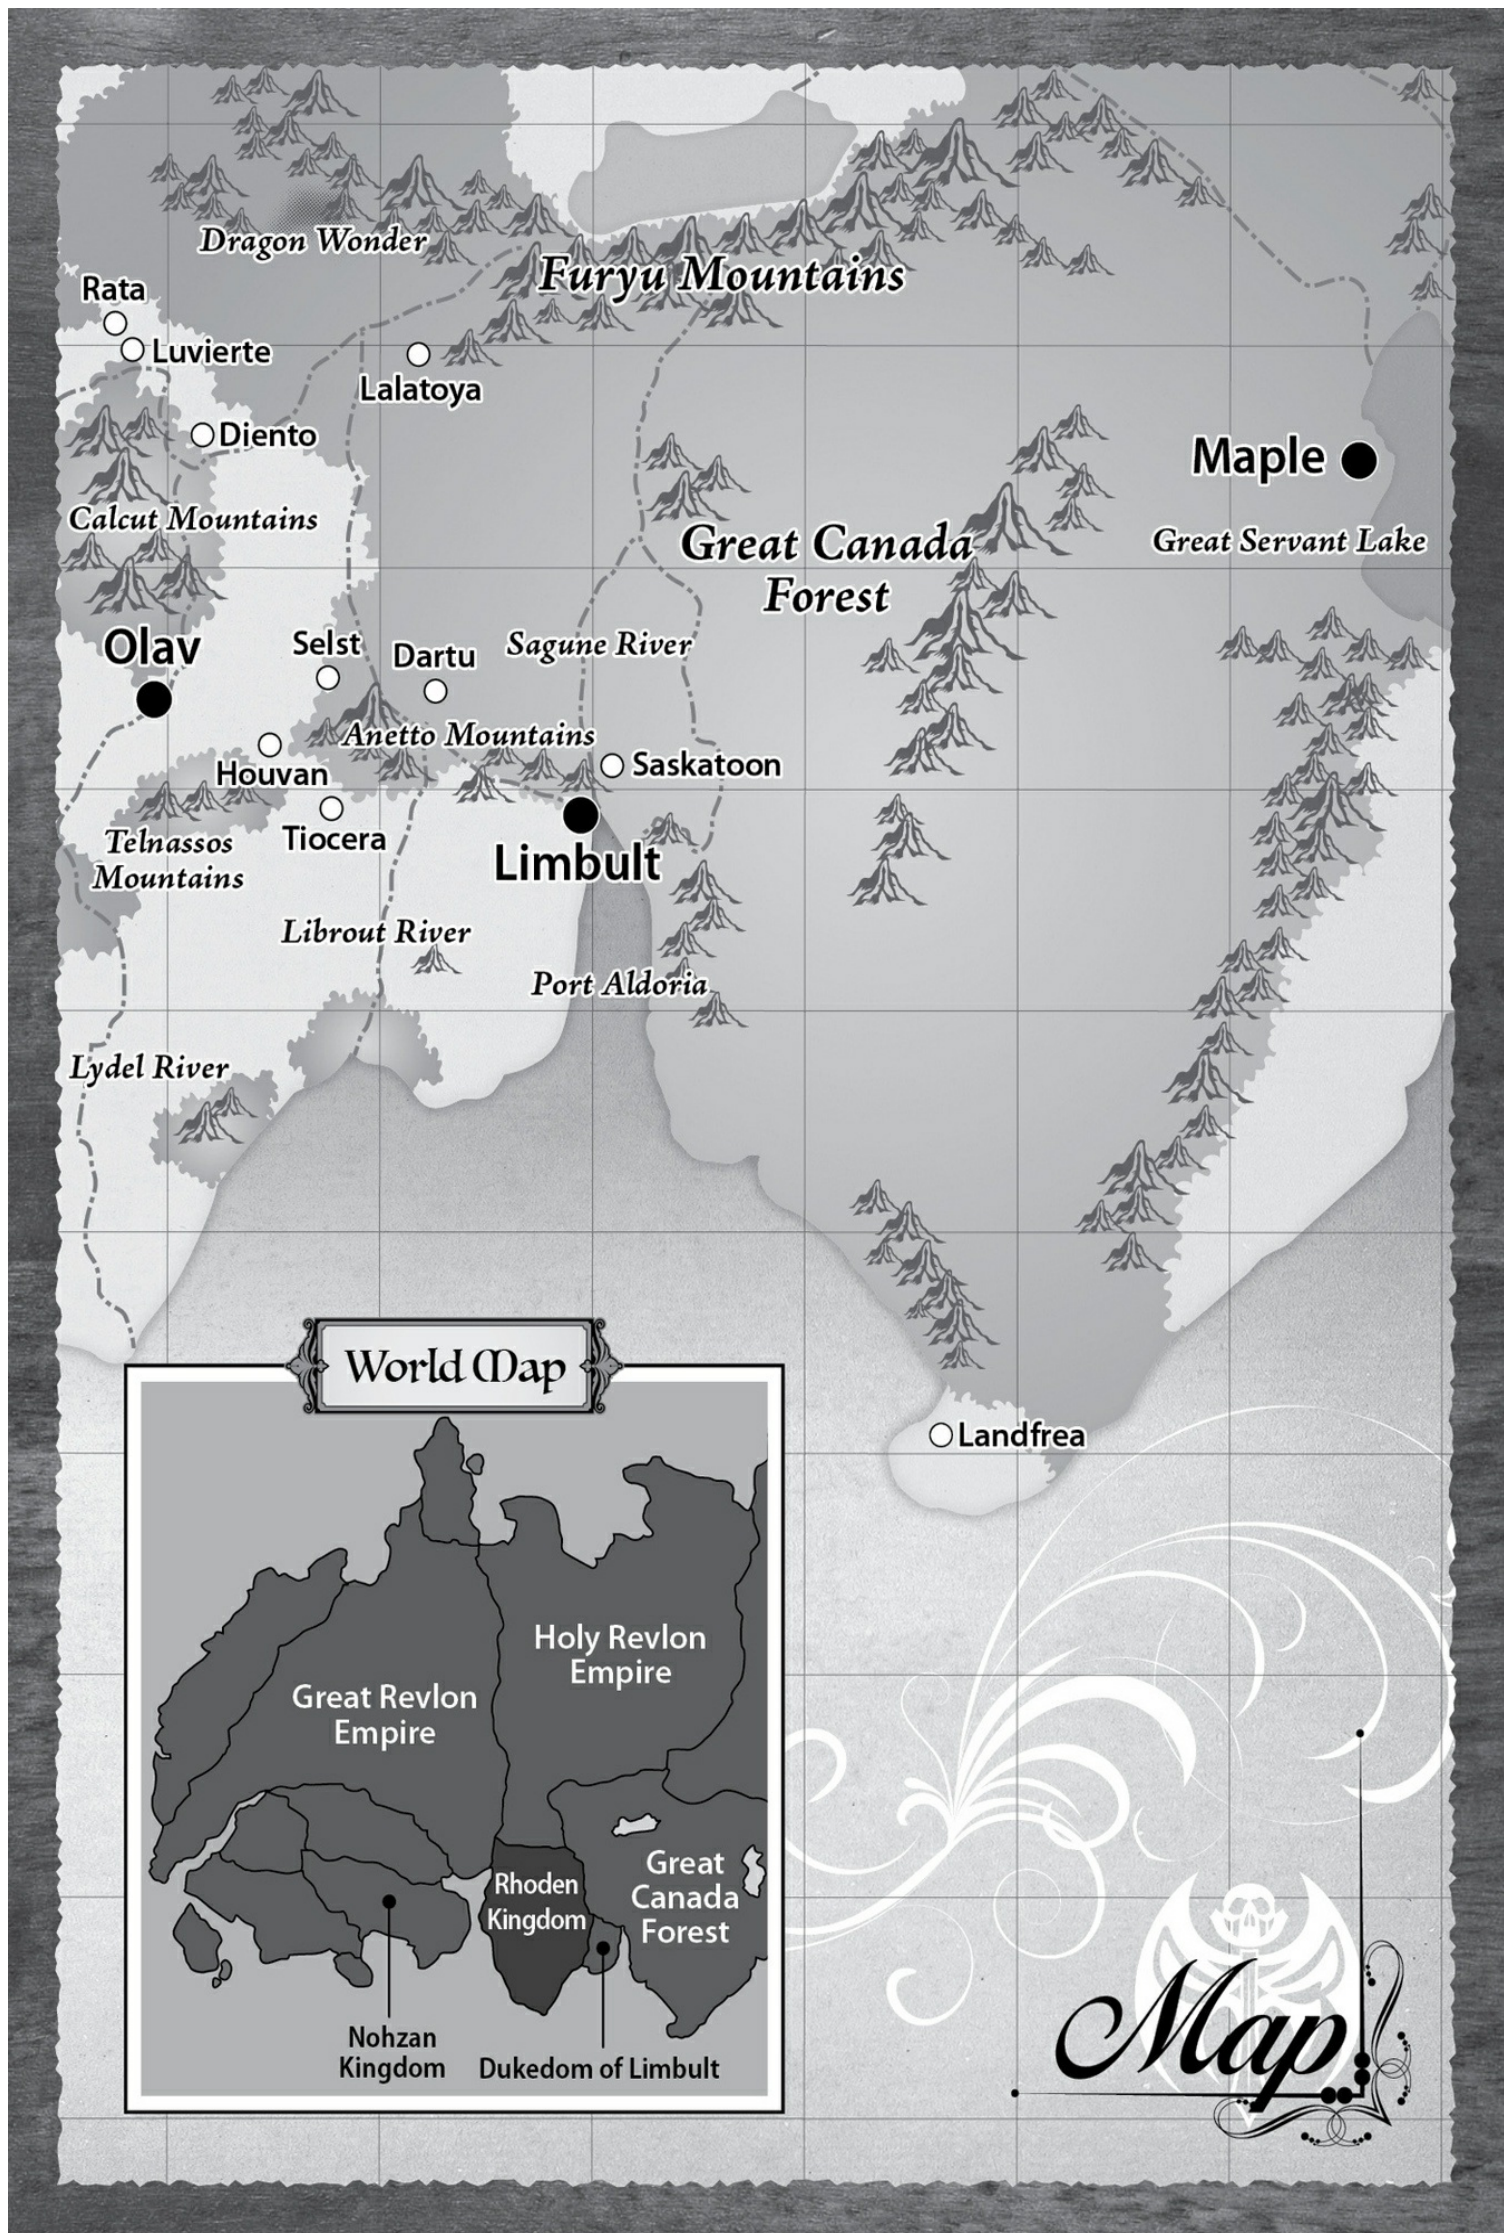 Dragon Wonder
Furyu Mountains
Rata
Luvierte
Lalatoya
Diento
Maple
Calcut Mountains
Great Canada
Forest
Great Servant Lake
Olav
Selst
Dartu
Sagune River
Anetto Mountains
Houvan
Saskatoon
Tiocera
Telnassos
Mountains
Limbult
Librout River
Port Aldoria
Lydel River
Landfrea
World Map
Holy Revlon
Empire
Great Revlon
Empire
Rhoden
Kingdom
Great
Canada
Forest
Nohzan
Kingdom
Dukedom of Limbult
Map